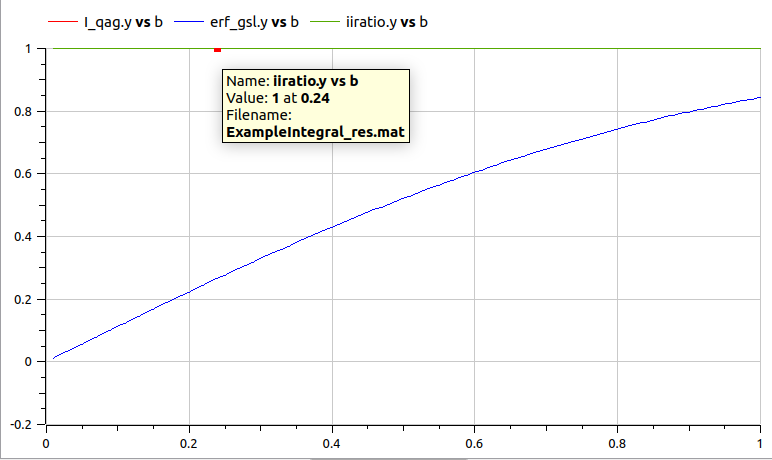 I_qag.y vs b erf_gsl.y vs b iiratio.y vs b
1
Name: iiratio.y vs b
Value: 1 at 0.24
Filename:
ExampleIntegral_res.mat
0.8
0.6
0.4
0.2
0
-0.2
0 0.2 0.4 0.6 0.8 1